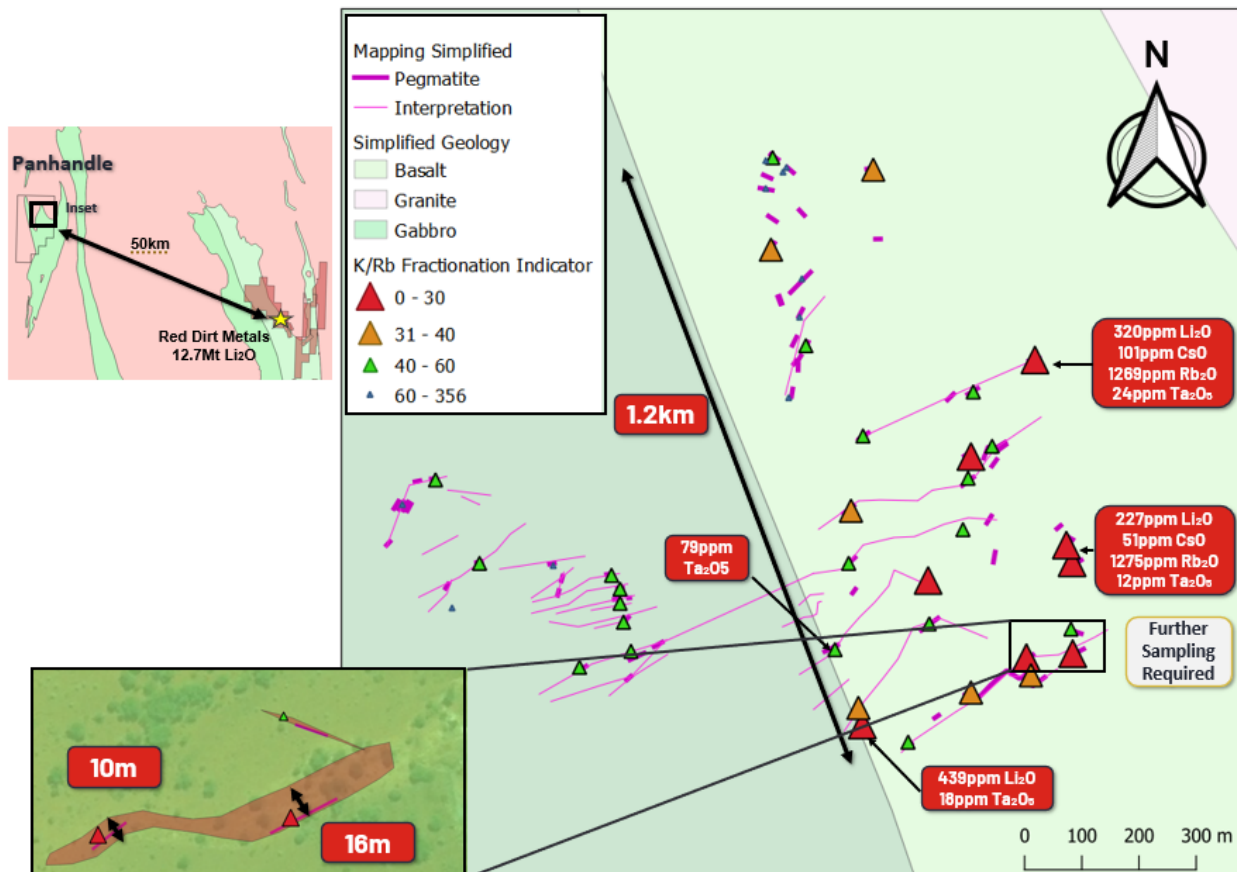 Panhandle
Inset
50km
Red Dirt Metals
12.7Mt Li₂O
Mapping Simplified
Pegmatite
Interpretation
Simplified Geology
Basalt
Granite
Gabbro
K/Rb Fractionation Indicator
0 - 30
31 - 40
40 - 60
60 - 356
N
1.2km
320ppm Li₂O
101ppm CsO
1269ppm Rb₂O
24ppm Ta₂O₅
227ppm Li₂O
51ppm CsO
1275ppm Rb₂O
12ppm Ta₂O₅
79ppm
Ta₂O5
Further
Sampling
Required
439ppm Li₂O
18ppm Ta₂O₅
10m
16m
0 100 200 300 m